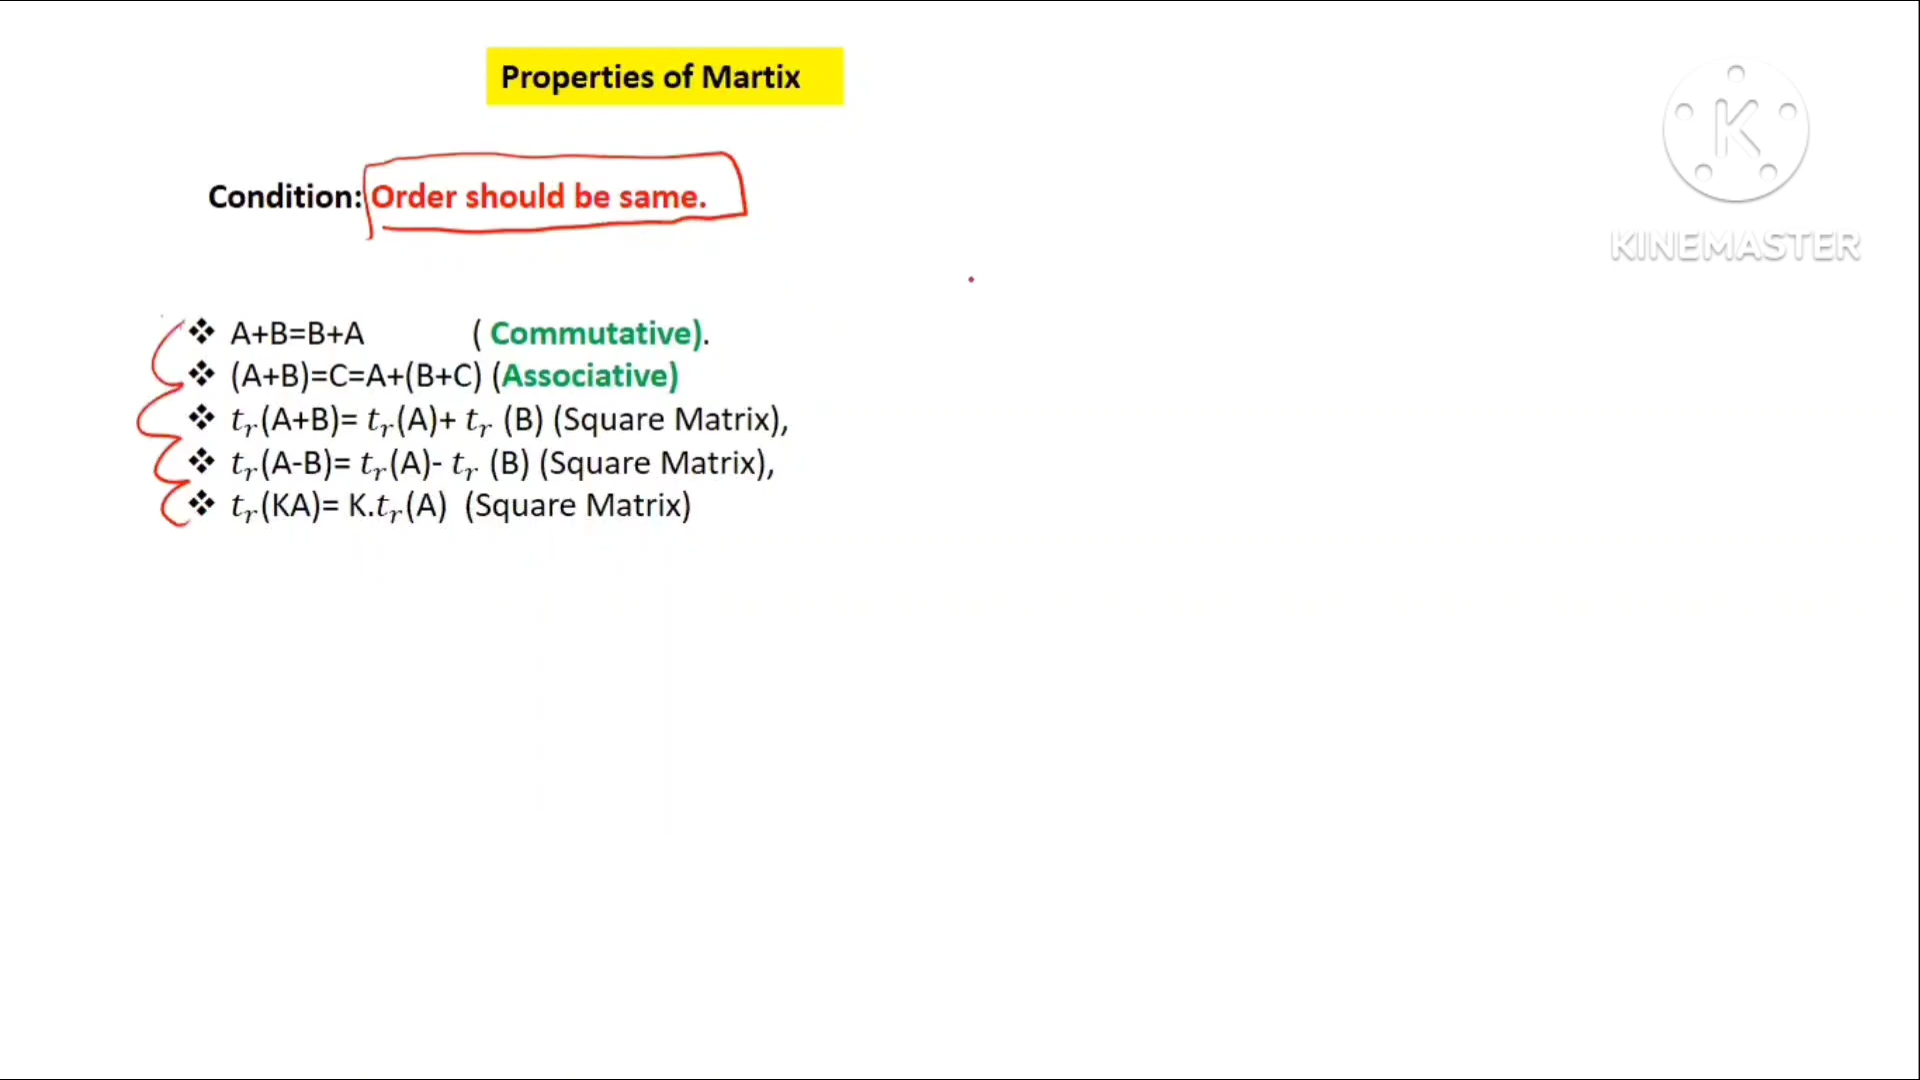 Properties of Martix
Condition: Order should be same.
K
KINEMASTER
❖ A+B=B+A ( Commutative).
❖ (A+B)=C=A+(B+C) (Associative)
❖ tᵣ(A+B)= tᵣ(A)+ tᵣ (B) (Square Matrix),
❖ tᵣ(A-B)= tᵣ(A)- tᵣ (B) (Square Matrix),
❖ tᵣ(KA)= K.tᵣ(A) (Square Matrix)